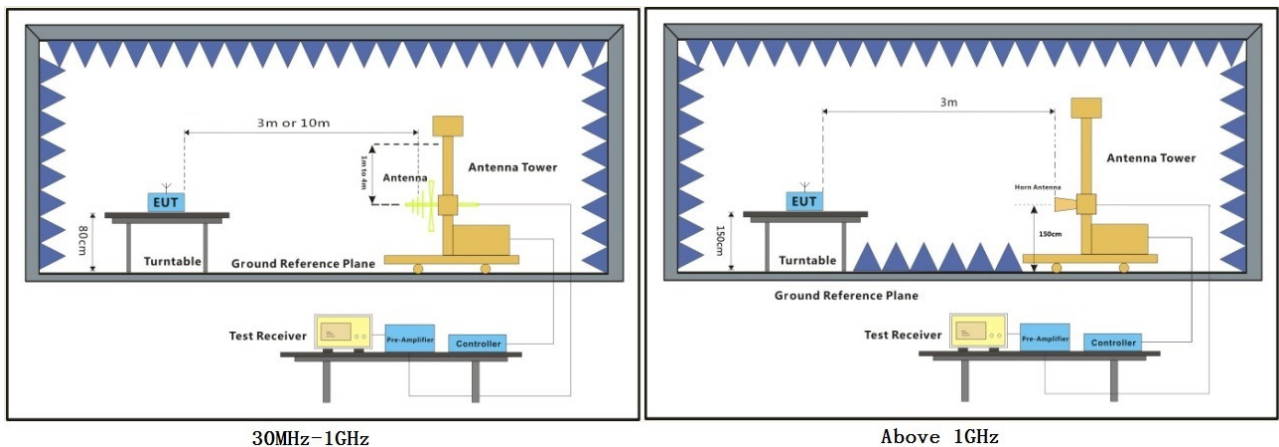 3m or 10m
1m to 4m
Antenna
Antenna Tower
EUT
80cm
Turntable
Ground Reference Plane
Test Receiver
Pre-Amplifier
Controller
30MHz-1GHz
3m
Antenna Tower
Horn Antenna
EUT
150cm
150cm
Turntable
Ground Reference Plane
Test Receiver
Pre-Amplifier
Controller
Above 1GHz